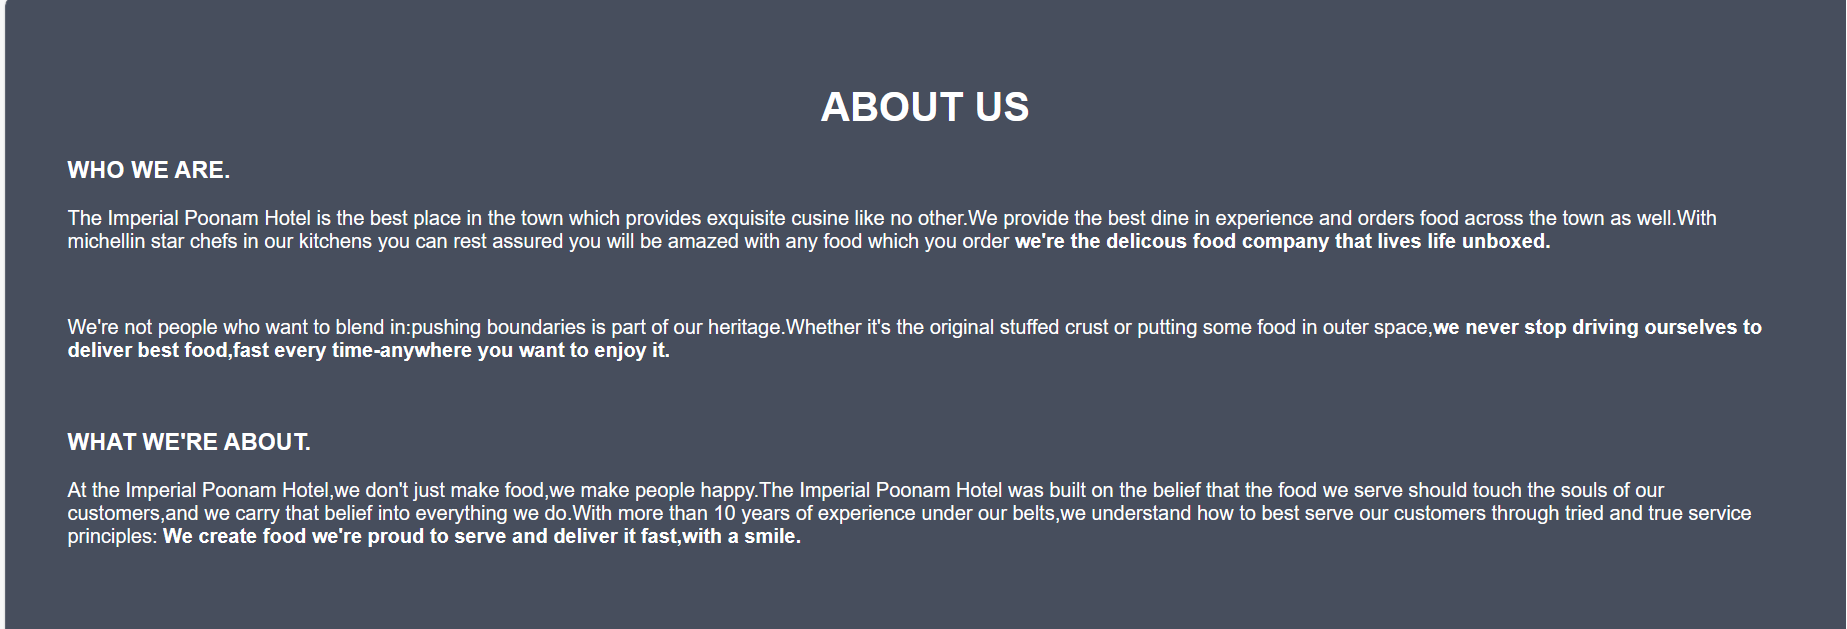 ABOUT US
WHO WE ARE.
The Imperial Poonam Hotel is the best place in the town which provides exquisite cusine like no other.We provide the best dine in experience and orders food across the town as well.With
michellin star chefs in our kitchens you can rest assured you will be amazed with any food which you order we're the delicous food company that lives life unboxed.
We're not people who want to blend in:pushing boundaries is part of our heritage.Whether it's the original stuffed crust or putting some food in outer space,we never stop driving ourselves to
deliver best food,fast every time-anywhere you want to enjoy it.
WHAT WE'RE ABOUT.
At the Imperial Poonam Hotel,we don't just make food,we make people happy.The Imperial Poonam Hotel was built on the belief that the food we serve should touch the souls of our
customers,and we carry that belief into everything we do.With more than 10 years of experience under our belts,we understand how to best serve our customers through tried and true service
principles: We create food we're proud to serve and deliver it fast,with a smile.